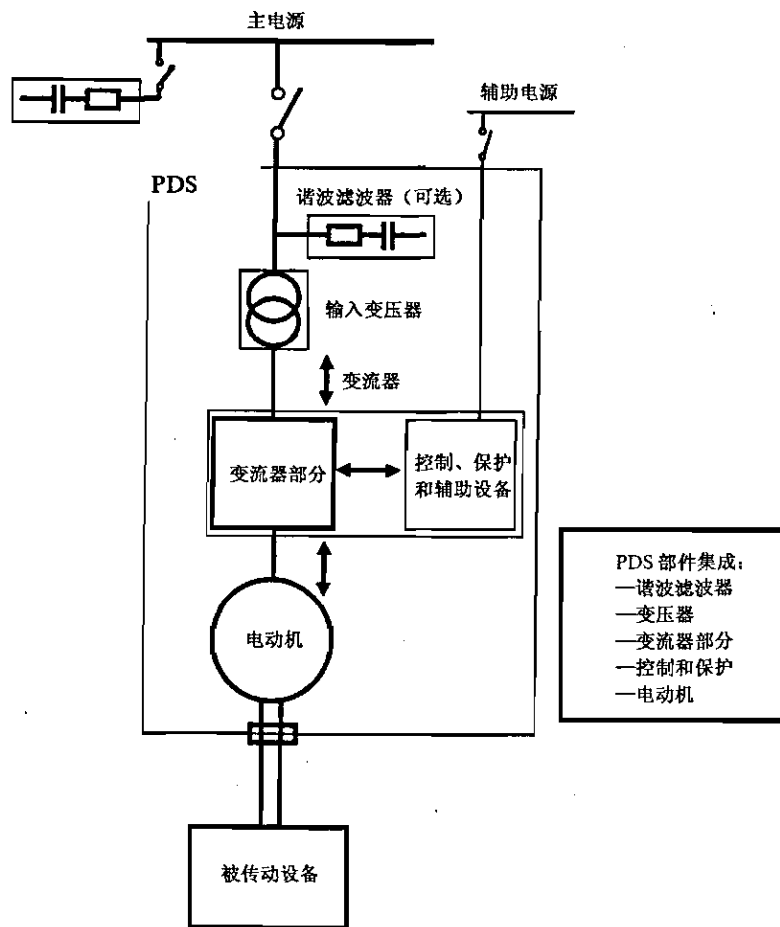 主电源
辅助电源
PDS
谐波滤波器（可选）
输入变压器
变流器
变流器部分
控制、保护
和辅助设备
电动机
PDS 部件集成：
—谐波滤波器
—变压器
—变流器部分
—控制和保护
—电动机
被传动设备